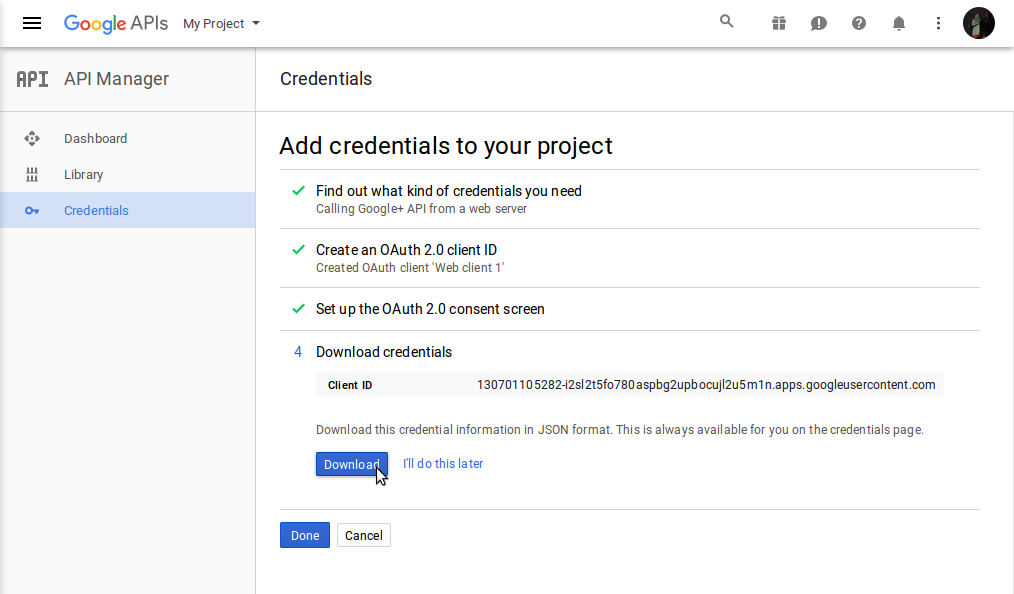 Google APIs My Project
API API Manager
Credentials
Dashboard
Library
Credentials
Add credentials to your project
Find out what kind of credentials you need
Calling Google+ API from a web server
Create an OAuth 2.0 client ID
Created OAuth client 'Web client 1'
Set up the OAuth 2.0 consent screen
4 Download credentials
Client ID 130701105282-i2sl2t5fo780aspbg2upbocujl2u5m1n.apps.googleusercontent.com
Download this credential information in JSON format. This is always available for you on the credentials page.
Download I'll do this later
Done Cancel